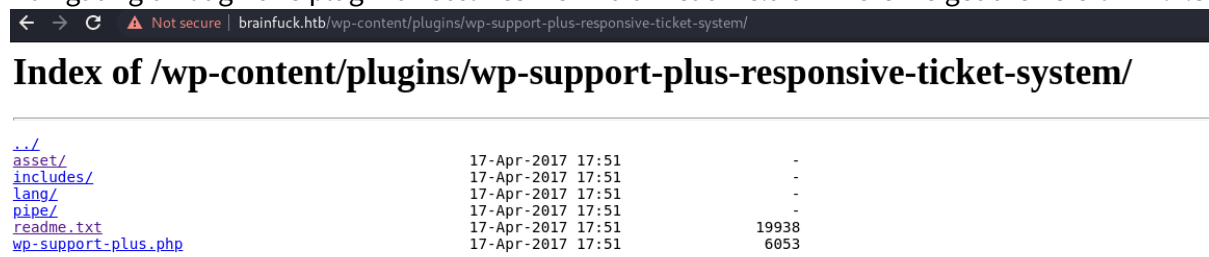 Not secure | brainfuck.htb/wp-content/plugins/wp-support-plus-responsive-ticket-system/
Index of /wp-content/plugins/wp-support-plus-responsive-ticket-system/
../
asset/ 17-Apr-2017 17:51 -
includes/ 17-Apr-2017 17:51 -
lang/ 17-Apr-2017 17:51 -
pipe/ 17-Apr-2017 17:51 -
readme.txt 17-Apr-2017 17:51 19938
wp-support-plus.php 17-Apr-2017 17:51 6053